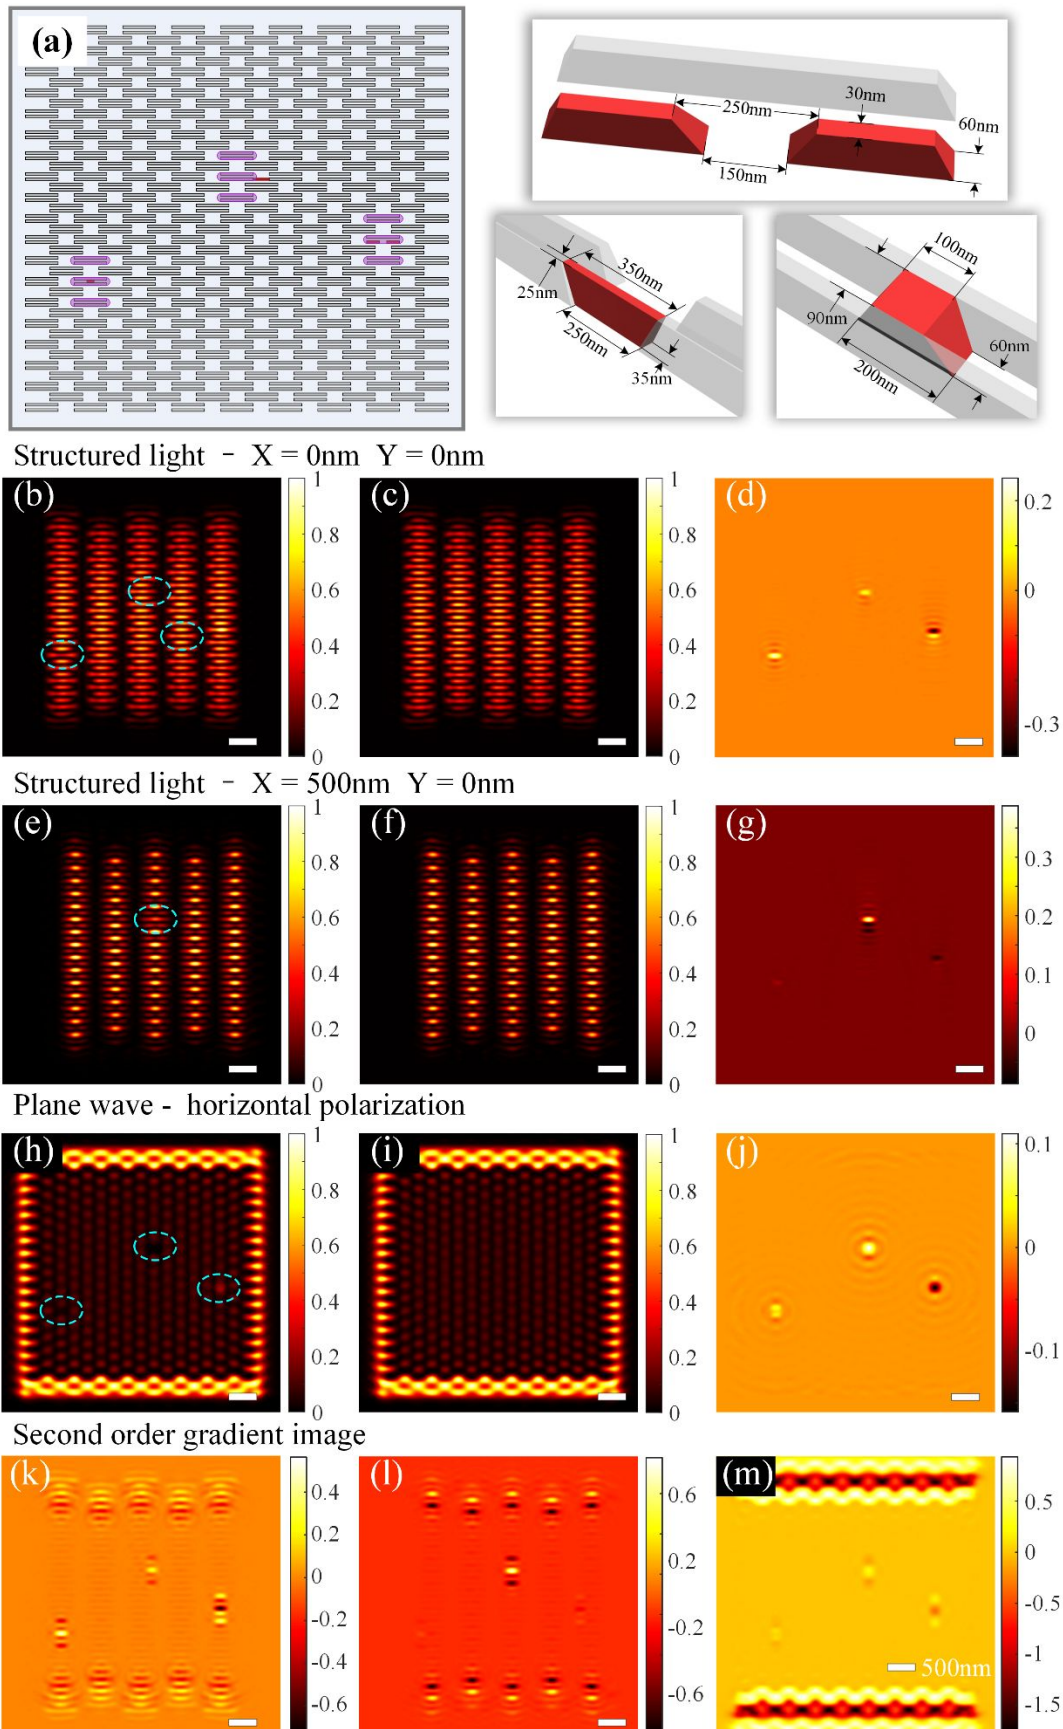 (a)
250nm
30nm
60nm
150nm
25nm
350nm
250nm
35nm
100nm
90nm
200nm
60nm
Structured light - X = 0nm Y = 0nm
(b)
1
0.8
0.6
0.4
0.2
0
(c)
1
0.8
0.6
0.4
0.2
0
(d)
0.2
0
-0.3
Structured light - X = 500nm Y = 0nm
(e)
1
0.8
0.6
0.4
0.2
0
(f)
1
0.8
0.6
0.4
0.2
0
(g)
0.3
0.2
0.1
0
Plane wave - horizontal polarization
(h)
1
0.8
0.6
0.4
0.2
0
(i)
1
0.8
0.6
0.4
0.2
0
(j)
0.1
0
-0.1
Second order gradient image
(k)
0.4
0.2
0
-0.2
-0.4
-0.6
(l)
0.6
0.2
-0.2
-0.6
(m)
0.5
0
-0.5
-1
-1.5
500nm